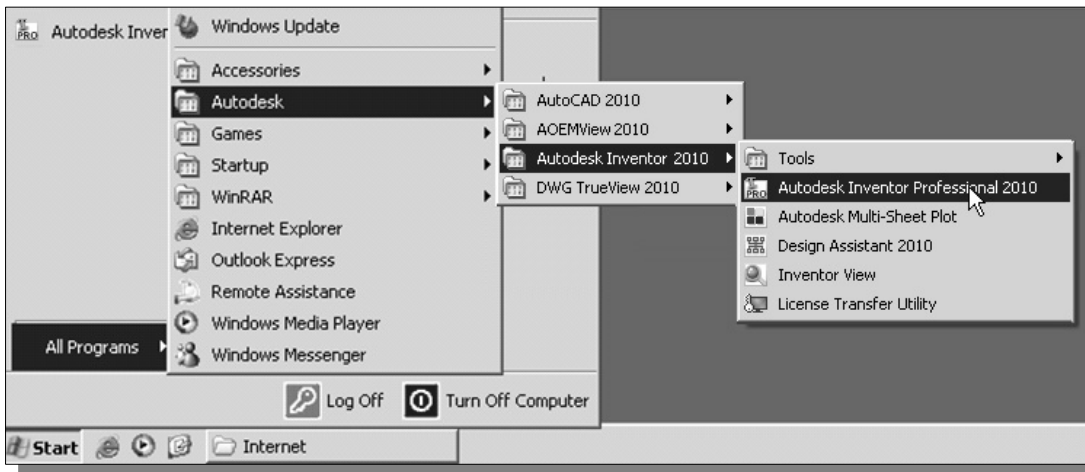 PRO Autodesk Inver
Windows Update
Accessories
Autodesk
Games
Startup
WinRAR
Internet Explorer
Outlook Express
Remote Assistance
Windows Media Player
Windows Messenger
All Programs
AutoCAD 2010
AOEMView 2010
Autodesk Inventor 2010
DWG TrueView 2010
Tools
PRO Autodesk Inventor Professional 2010
Autodesk Multi-Sheet Plot
Design Assistant 2010
Inventor View
License Transfer Utility
Log Off Turn Off Computer
Start Internet